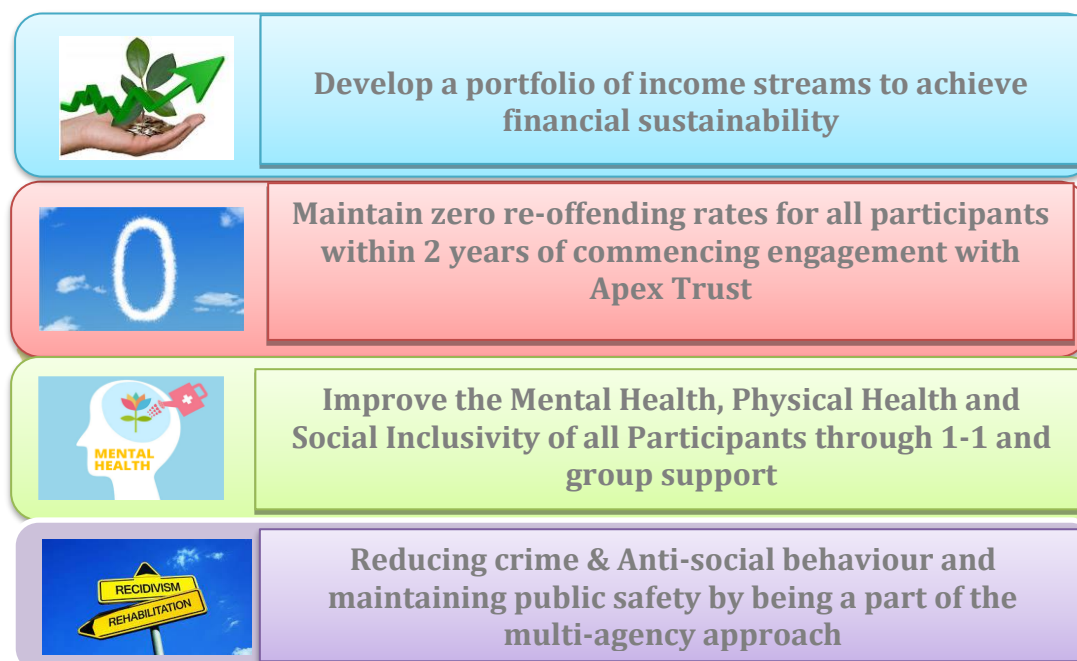 Develop a portfolio of income streams to achieve
financial sustainability
Maintain zero re-offending rates for all participants
within 2 years of commencing engagement with
Apex Trust
0
MENTAL
HEALTH
Improve the Mental Health, Physical Health and
Social Inclusivity of all Participants through 1-1 and
group support
RECIDIVISM
REHABILITATION
Reducing crime & Anti-social behaviour and
maintaining public safety by being a part of the
multi-agency approach